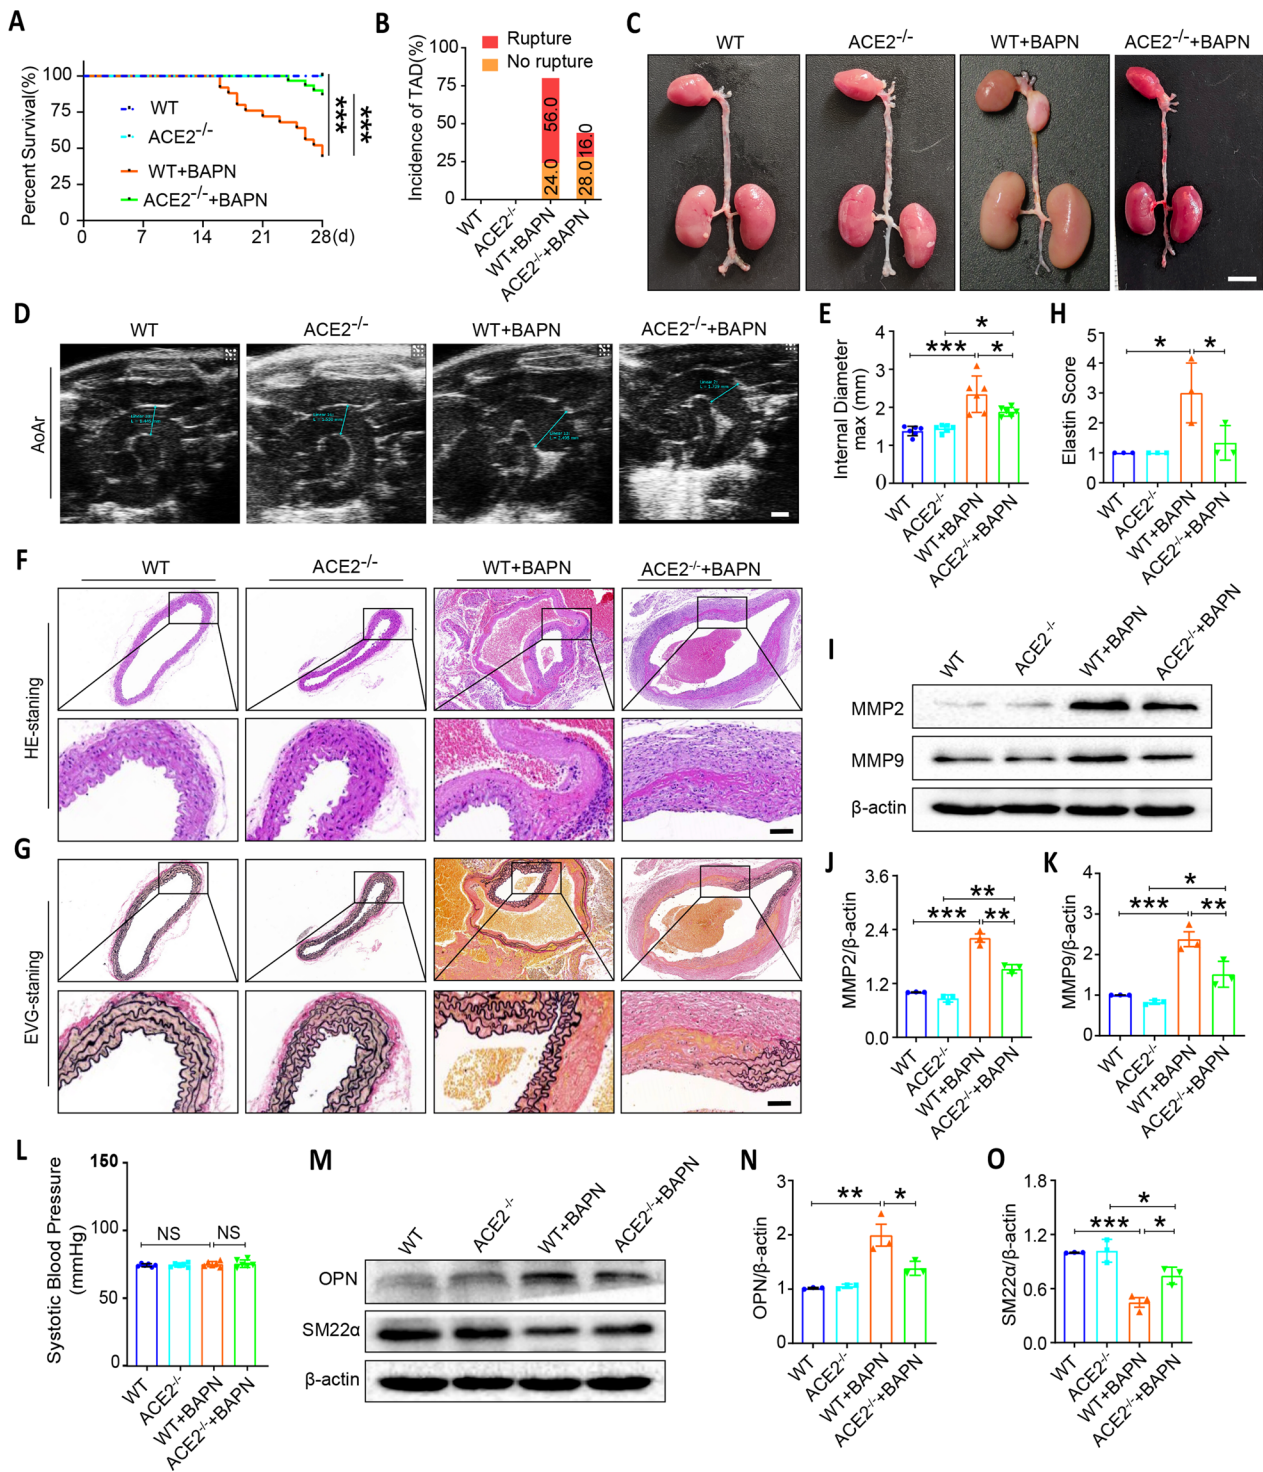 A
Percent Survival(%)
100
75
50
25
0
0 7 14 21 28(d)
WT
ACE2-/-
WT+BAPN
ACE2-/-+BAPN
***
***
B
Incidence of TAD(%)
100
75
50
25
0
Rupture
No rupture
56.0
24.0
16.0
28.0
WT
ACE2-/-
WT+BAPN
ACE2-/-+BAPN
C
WT ACE2-/- WT+BAPN ACE2-/-+BAPN
D
WT ACE2-/- WT+BAPN ACE2-/-+BAPN
AoAr
E
Internal Diameter
max (mm)
4
3
2
1
0
*
*** *
WT
ACE2-/-
WT+BAPN
ACE2-/-+BAPN
H
Elastin Score
5
4
3
2
1
0
* *
WT
ACE2-/-
WT+BAPN
ACE2-/-+BAPN
F
WT ACE2-/- WT+BAPN ACE2-/-+BAPN
HE-staning
G
EVG-staning
I
WT ACE2-/- WT+BAPN ACE2-/-+BAPN
MMP2
MMP9
β-actin
J
MMP2/β-actin
3.6
2.4
1.2
0.0
**
*** **
WT
ACE2-/-
WT+BAPN
ACE2-/-+BAPN
K
MMP9/β-actin
4
3
2
1
0
*
*** **
WT
ACE2-/-
WT+BAPN
ACE2-/-+BAPN
L
Systotic Blood Pressure
(mmHg)
150
100
50
0
NS NS
WT
ACE2-/-
WT+BAPN
ACE2-/-+BAPN
M
WT ACE2-/- WT+BAPN ACE2-/-+BAPN
OPN
SM22α
β-actin
N
OPN/β-actin
3
2
1
0
** *
WT
ACE2-/-
WT+BAPN
ACE2-/-+BAPN
O
SM22α/β-actin
1.8
1.2
0.6
0.0
*
*** *
WT
ACE2-/-
WT+BAPN
ACE2-/-+BAPN